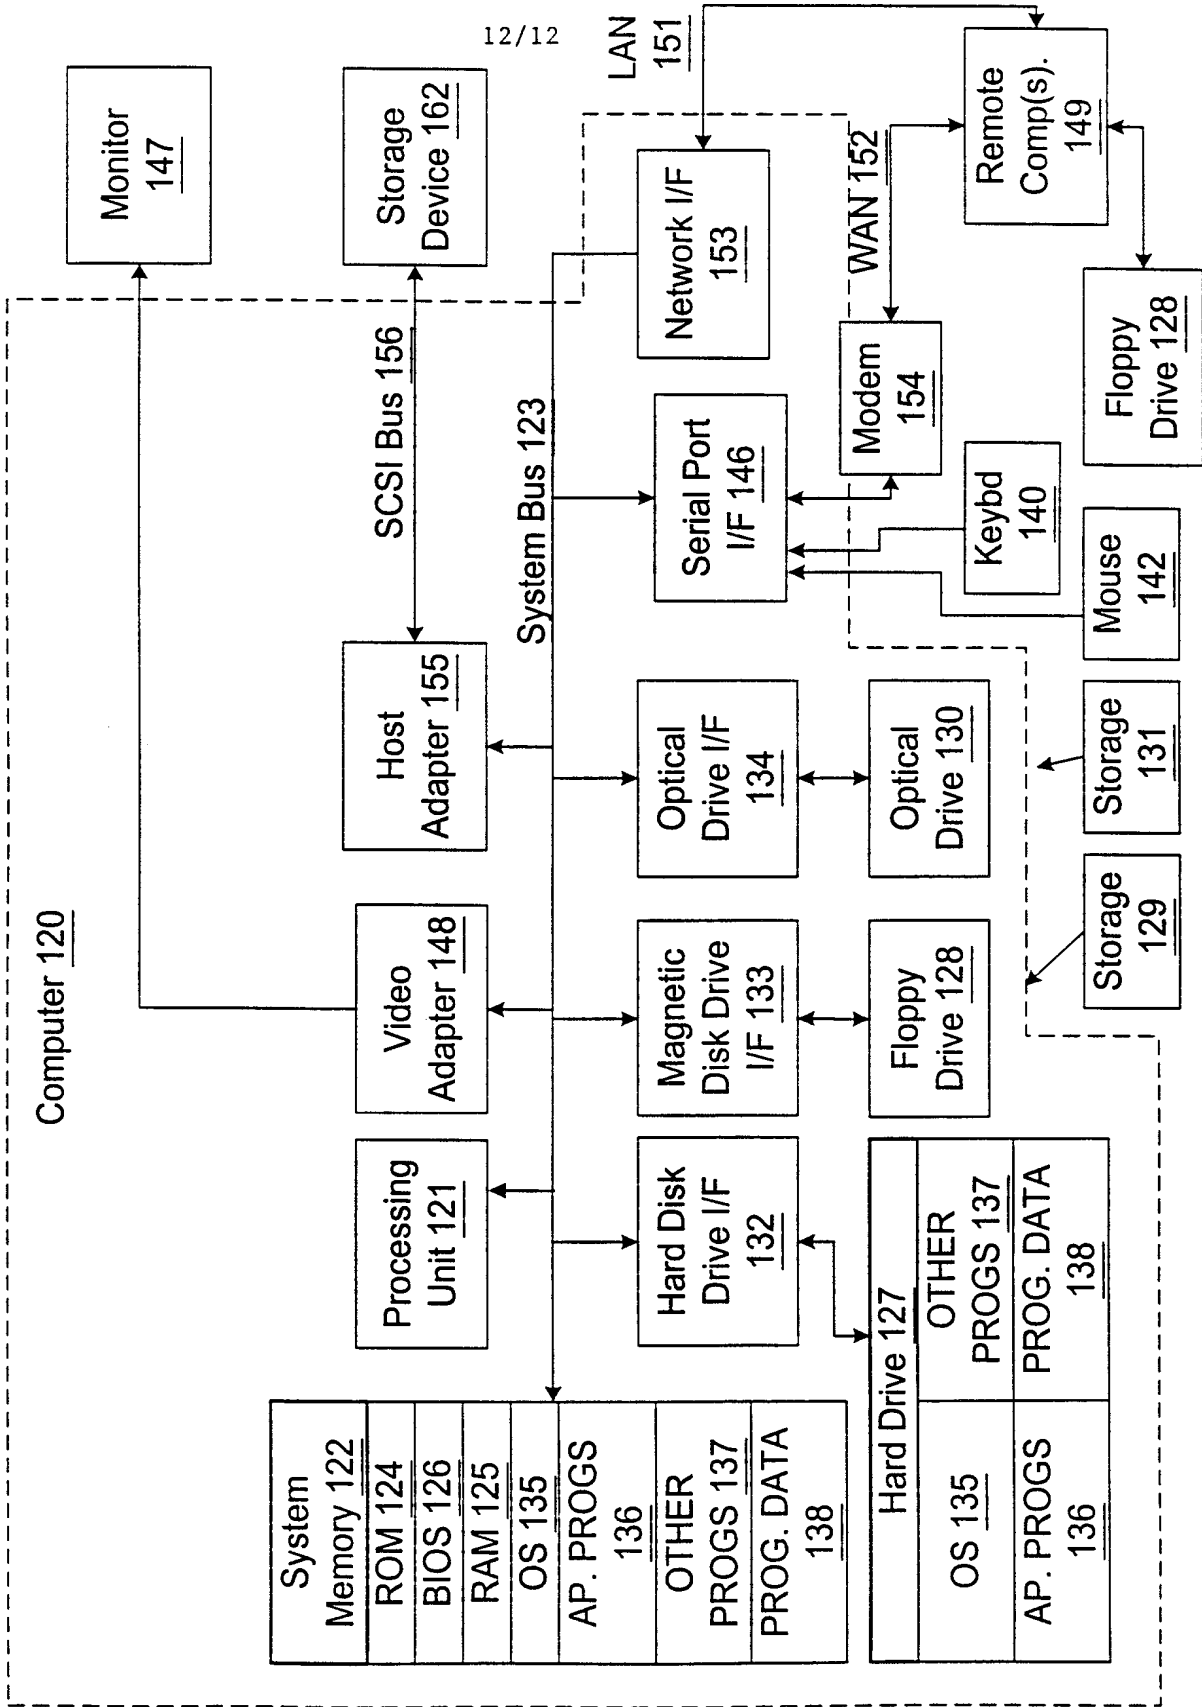 12/12
Computer 120
Monitor
147
Storage
Device 162
SCSI Bus 156
Processing
Unit 121
Video
Adapter 148
Host
Adapter 155
System Bus 123
LAN
151
System
Memory 122
ROM 124
BIOS 126
RAM 125
OS 135
AP. PROGS
136
OTHER
PROGS 137
PROG. DATA
138
Hard Disk
Drive I/F
132
Magnetic
Disk Drive
I/F 133
Optical
Drive I/F
134
Serial Port
I/F 146
Network I/F
153
WAN 152
Modem
154
Hard Drive 127
OS 135
OTHER
PROGS 137
AP. PROGS
136
PROG. DATA
138
Floppy
Drive 128
Optical
Drive 130
Keybd
140
Remote
Comp(s).
149
Storage
129
Storage
131
Mouse
142
Floppy
Drive 128